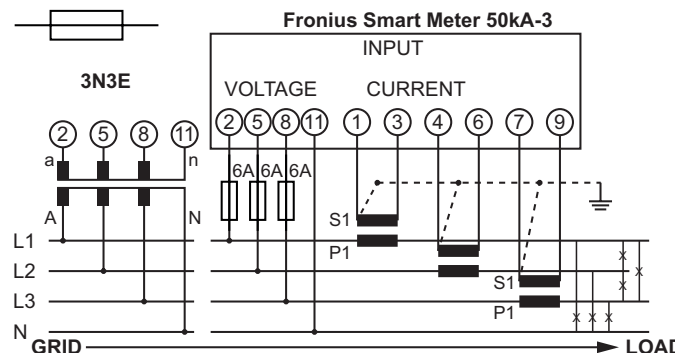 Fronius Smart Meter 50kA-3
INPUT
3N3E
VOLTAGE CURRENT
2 5 8 11 2 5 8 11 1 3 4 6 7 9
a n 6A 6A 6A
A N S1
L1 P1
L2 S1
L3 P1
N
GRID LOAD
x x x x x